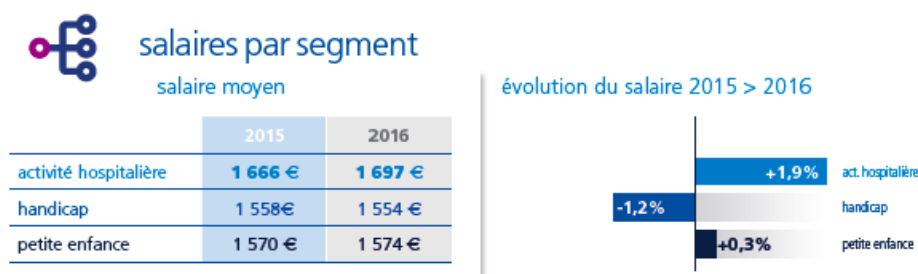 salaires par segment
salaire moyen
2015 2016
activité hospitalière 1 666 € 1 697 €
handicap 1 558€ 1 554 €
petite enfance 1 570 € 1 574 €
évolution du salaire 2015 > 2016
+1,9% act. hospitalière
-1,2% handicap
+0,3% petite enfance